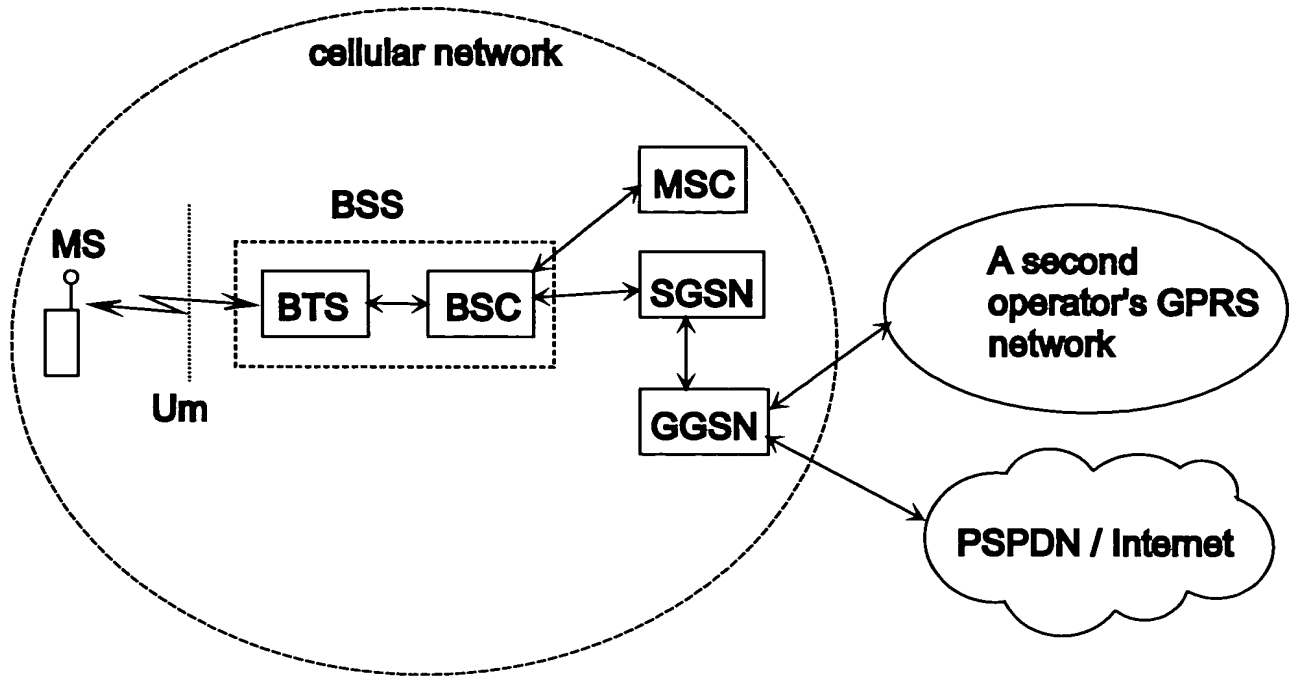 cellular network
MSC
BSS
MS
BTS
BSC
SGSN
Um
GGSN
A second
operator's GPRS
network
PSPDN / Internet